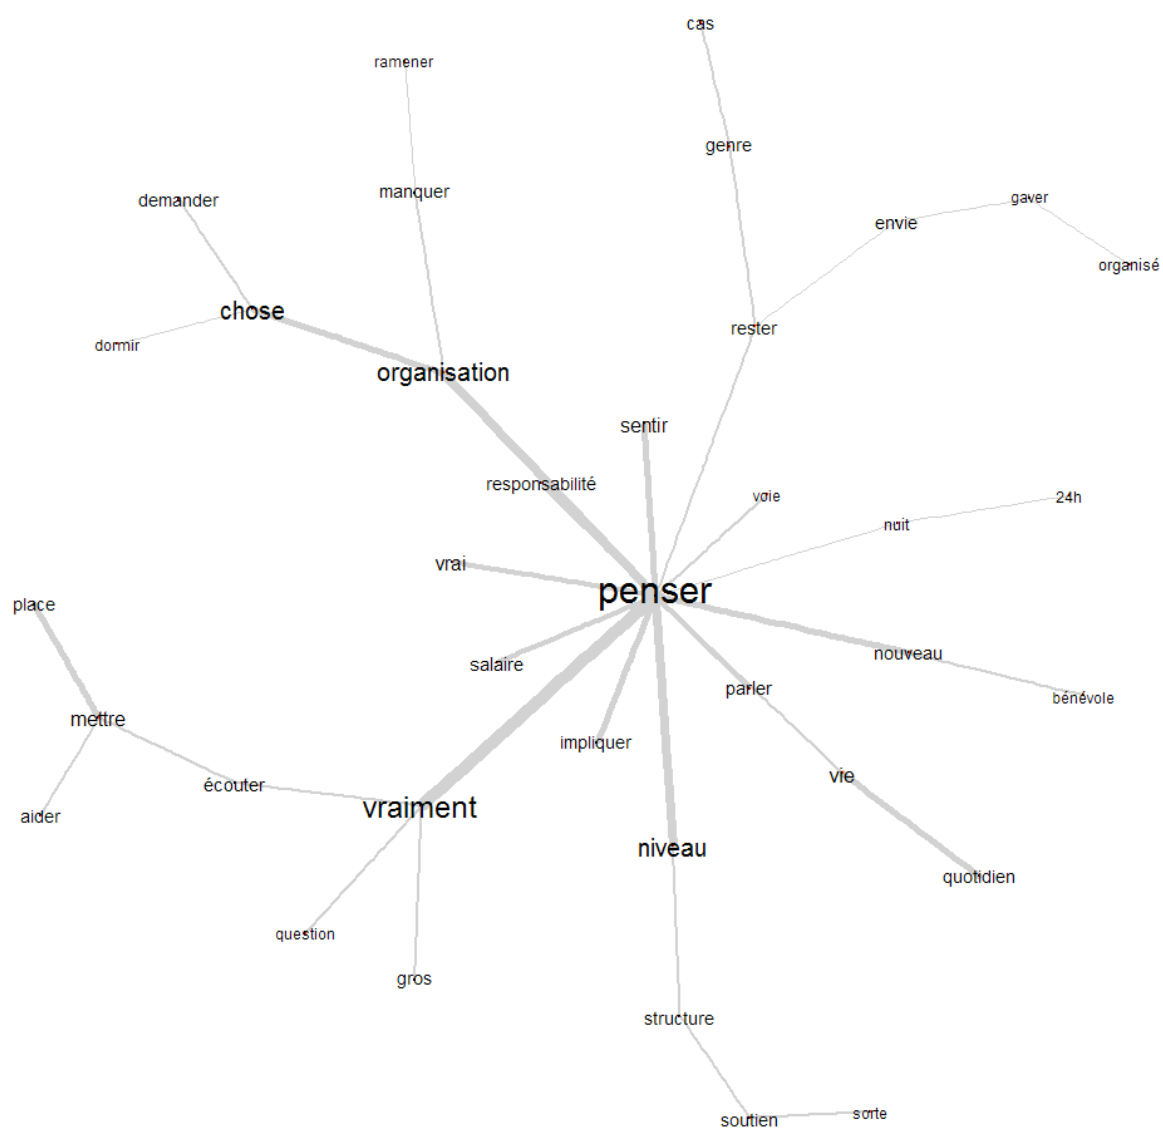 cas
ramener
genre
manquer
demander
gaver
envie
organisé
chose
rester
dormir
organisation
sentir
responsabilité
voie
24h
nuit
vrai
penser
place
nouveau
salaire
parler
bénévole
mettre
impliquer
vie
écouter
vraiment
aider
niveau
quotidien
question
gros
structure
sorte
soutien